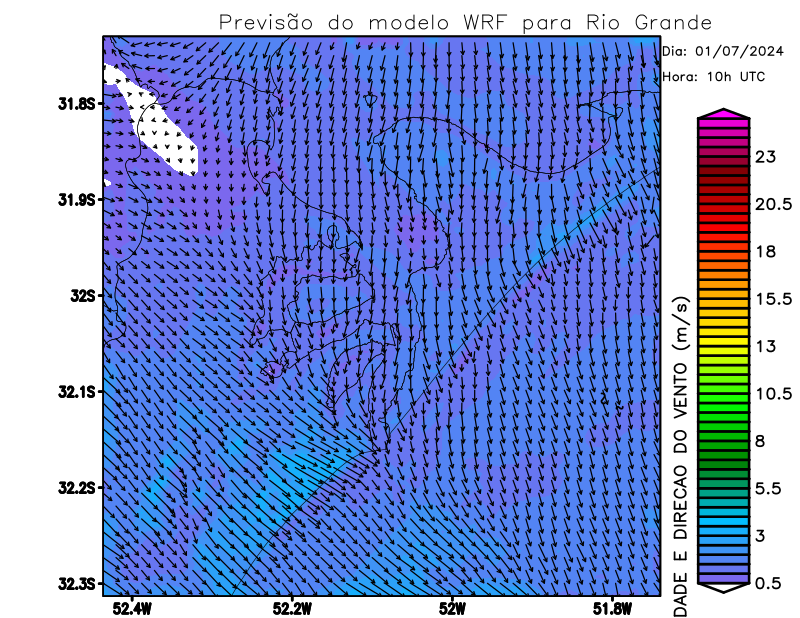 Previsão do modelo WRF para Rio Grande
Dia: 01/07/2024
Hora: 10h UTC
31.8S
31.9S
32S
32.1S
32.2S
32.3S
52.4W
52.2W
52W
51.8W
23
20.5
18
15.5
13
10.5
8
5.5
3
0.5
DADE E DIRECAO DO VENTO (m/s)